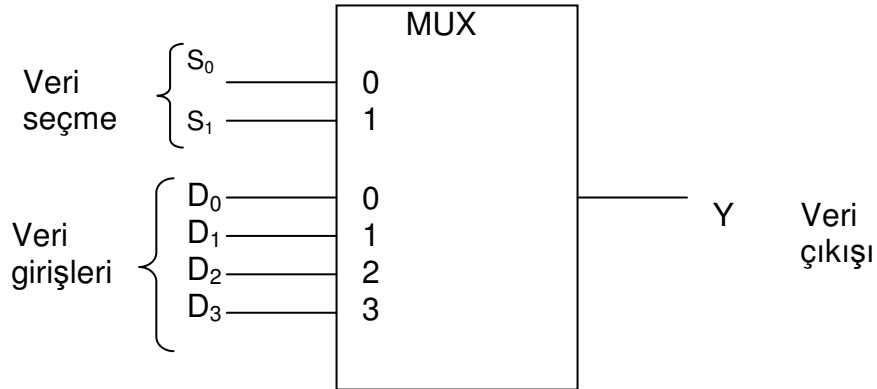 MUX
Veri
seçme
S₀
S₁
0
1
Veri
girişleri
D₀
D₁
D₂
D₃
0
1
2
3
Y
Veri
çıkışı